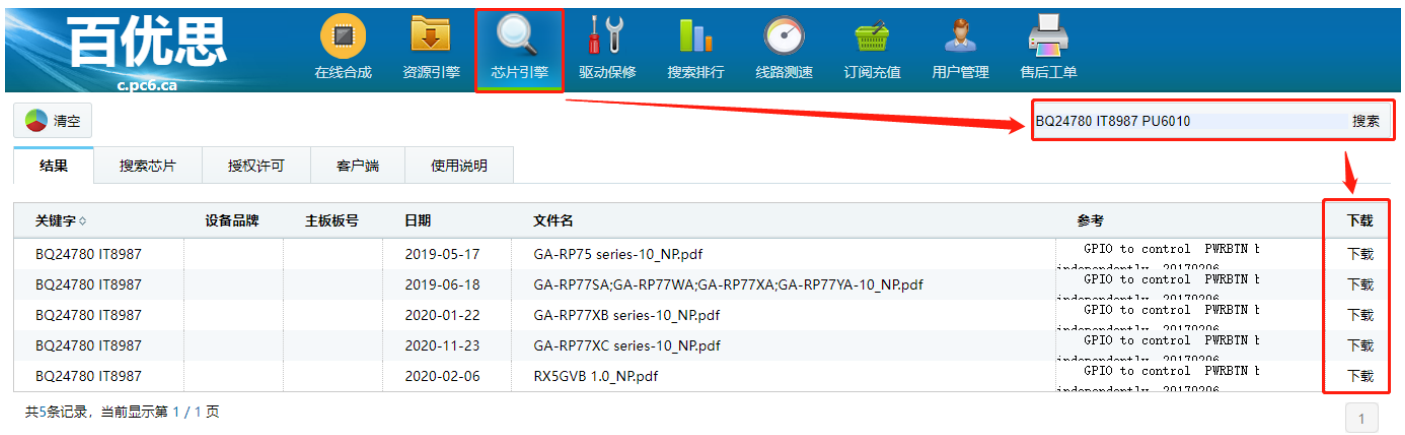 百优思
c.pc6.ca
在线合成 资源引擎 芯片引擎 驱动保修 搜索排行 线路测速 订阅充值 用户管理 售后工单
清空 BQ24780 IT8987 PU6010 搜索
结果 搜索芯片 授权许可 客户端 使用说明
关键字 设备品牌 主板板号 日期 文件名 参考 下载
BQ24780 IT8987 2019-05-17 GA-RP75 series-10_NP.pdf GPIO to control PWRBTN 下载
BQ24780 IT8987 2019-06-18 GA-RP77SA;GA-RP77WA;GA-RP77XA;GA-RP77YA-10_NP.pdf GPIO to control PWRBTN 下载
BQ24780 IT8987 2020-01-22 GA-RP77XB series-10_NP.pdf GPIO to control PWRBTN 下载
BQ24780 IT8987 2020-11-23 GA-RP77XC series-10_NP.pdf GPIO to control PWRBTN 下载
BQ24780 IT8987 2020-02-06 RX5GVB 1.0_NP.pdf GPIO to control PWRBTN 下载
共5条记录，当前显示第 1 / 1 页 1